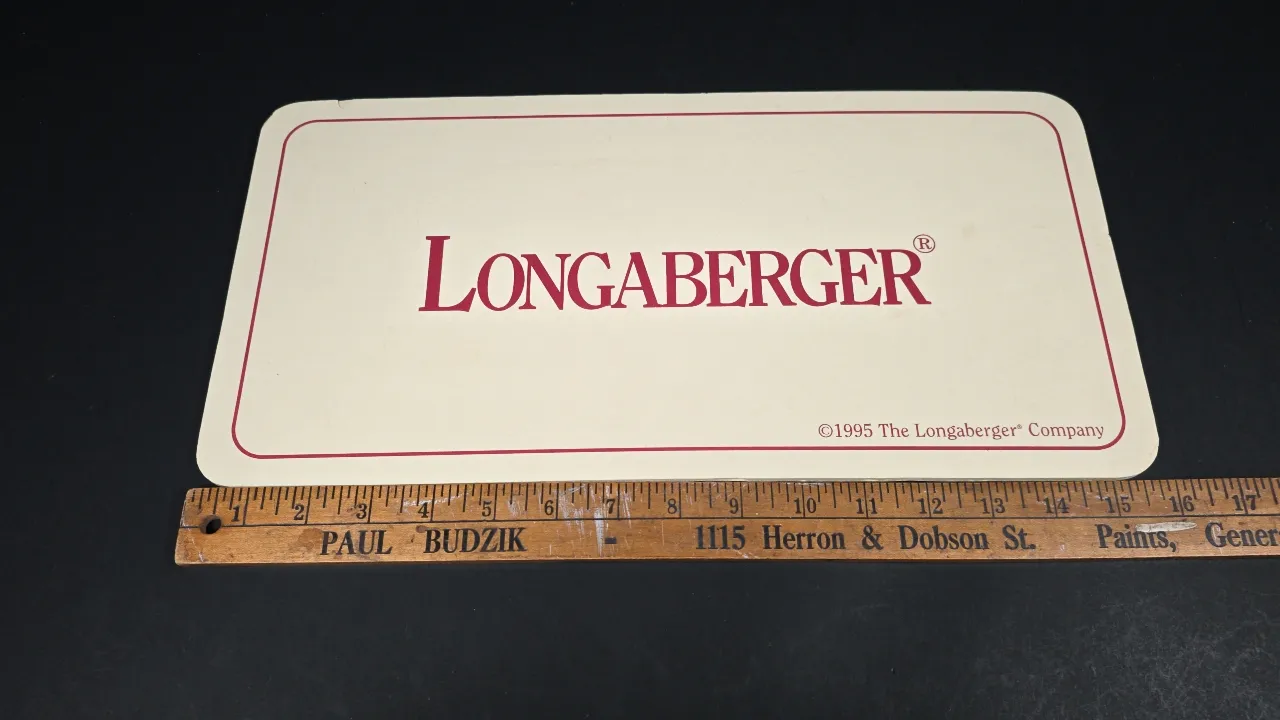 LONGABERGER®
©1995 The Longaberger® Company
1 2 3 4 5 6 7 8 9 10 11 12 13 14 15 16 17
PAUL BUDZIK - 1115 Herron & Dobson St. Paints, Gener